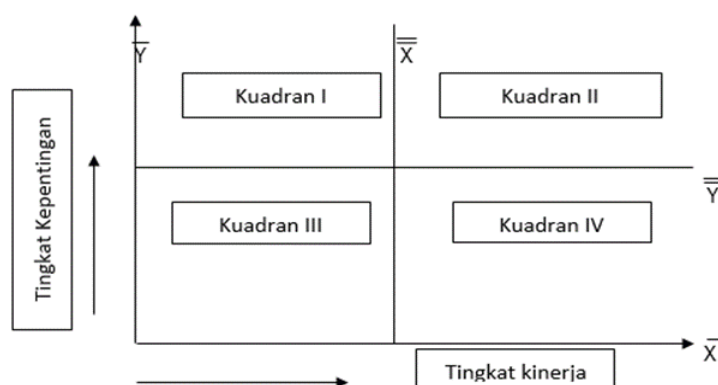 Y̅
X̿
Kuadran I
Kuadran II
Tingkat Kepentingan
Y̿
Kuadran III
Kuadran IV
X̅
Tingkat kinerja